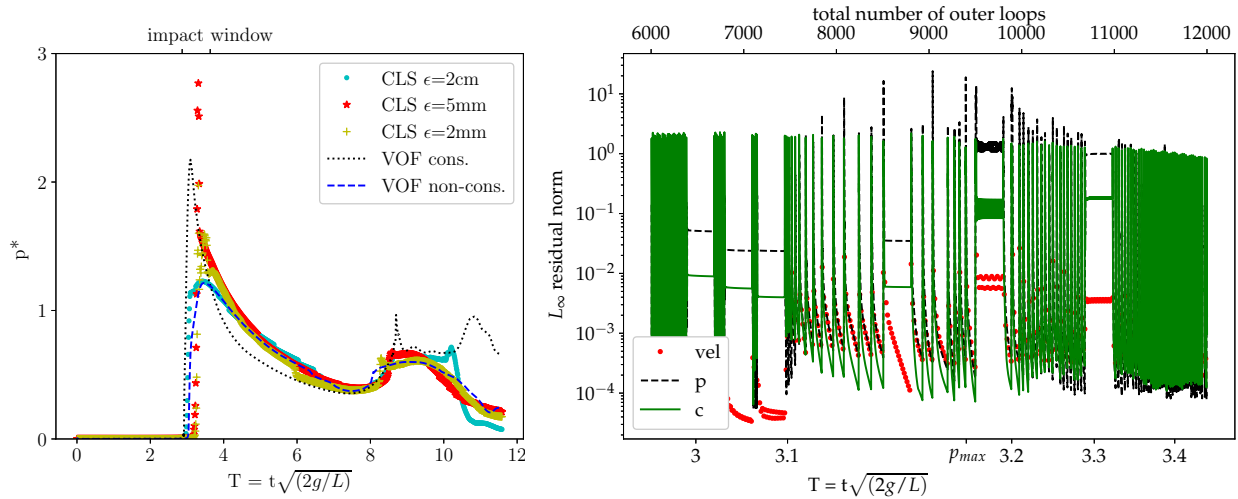 impact window
3
2
1
0
p*
CLS ϵ=2cm
CLS ϵ=5mm
CLS ϵ=2mm
VOF cons.
VOF non-cons.
0 2 4 6 8 10 12
T = t√(2g/L)
total number of outer loops
6000 7000 8000 9000 10000 11000 12000
10¹
10⁰
10⁻¹
10⁻²
10⁻³
10⁻⁴
L∞ residual norm
vel
p
c
3 3.1 pmax 3.2 3.3 3.4
T = t√(2g/L)